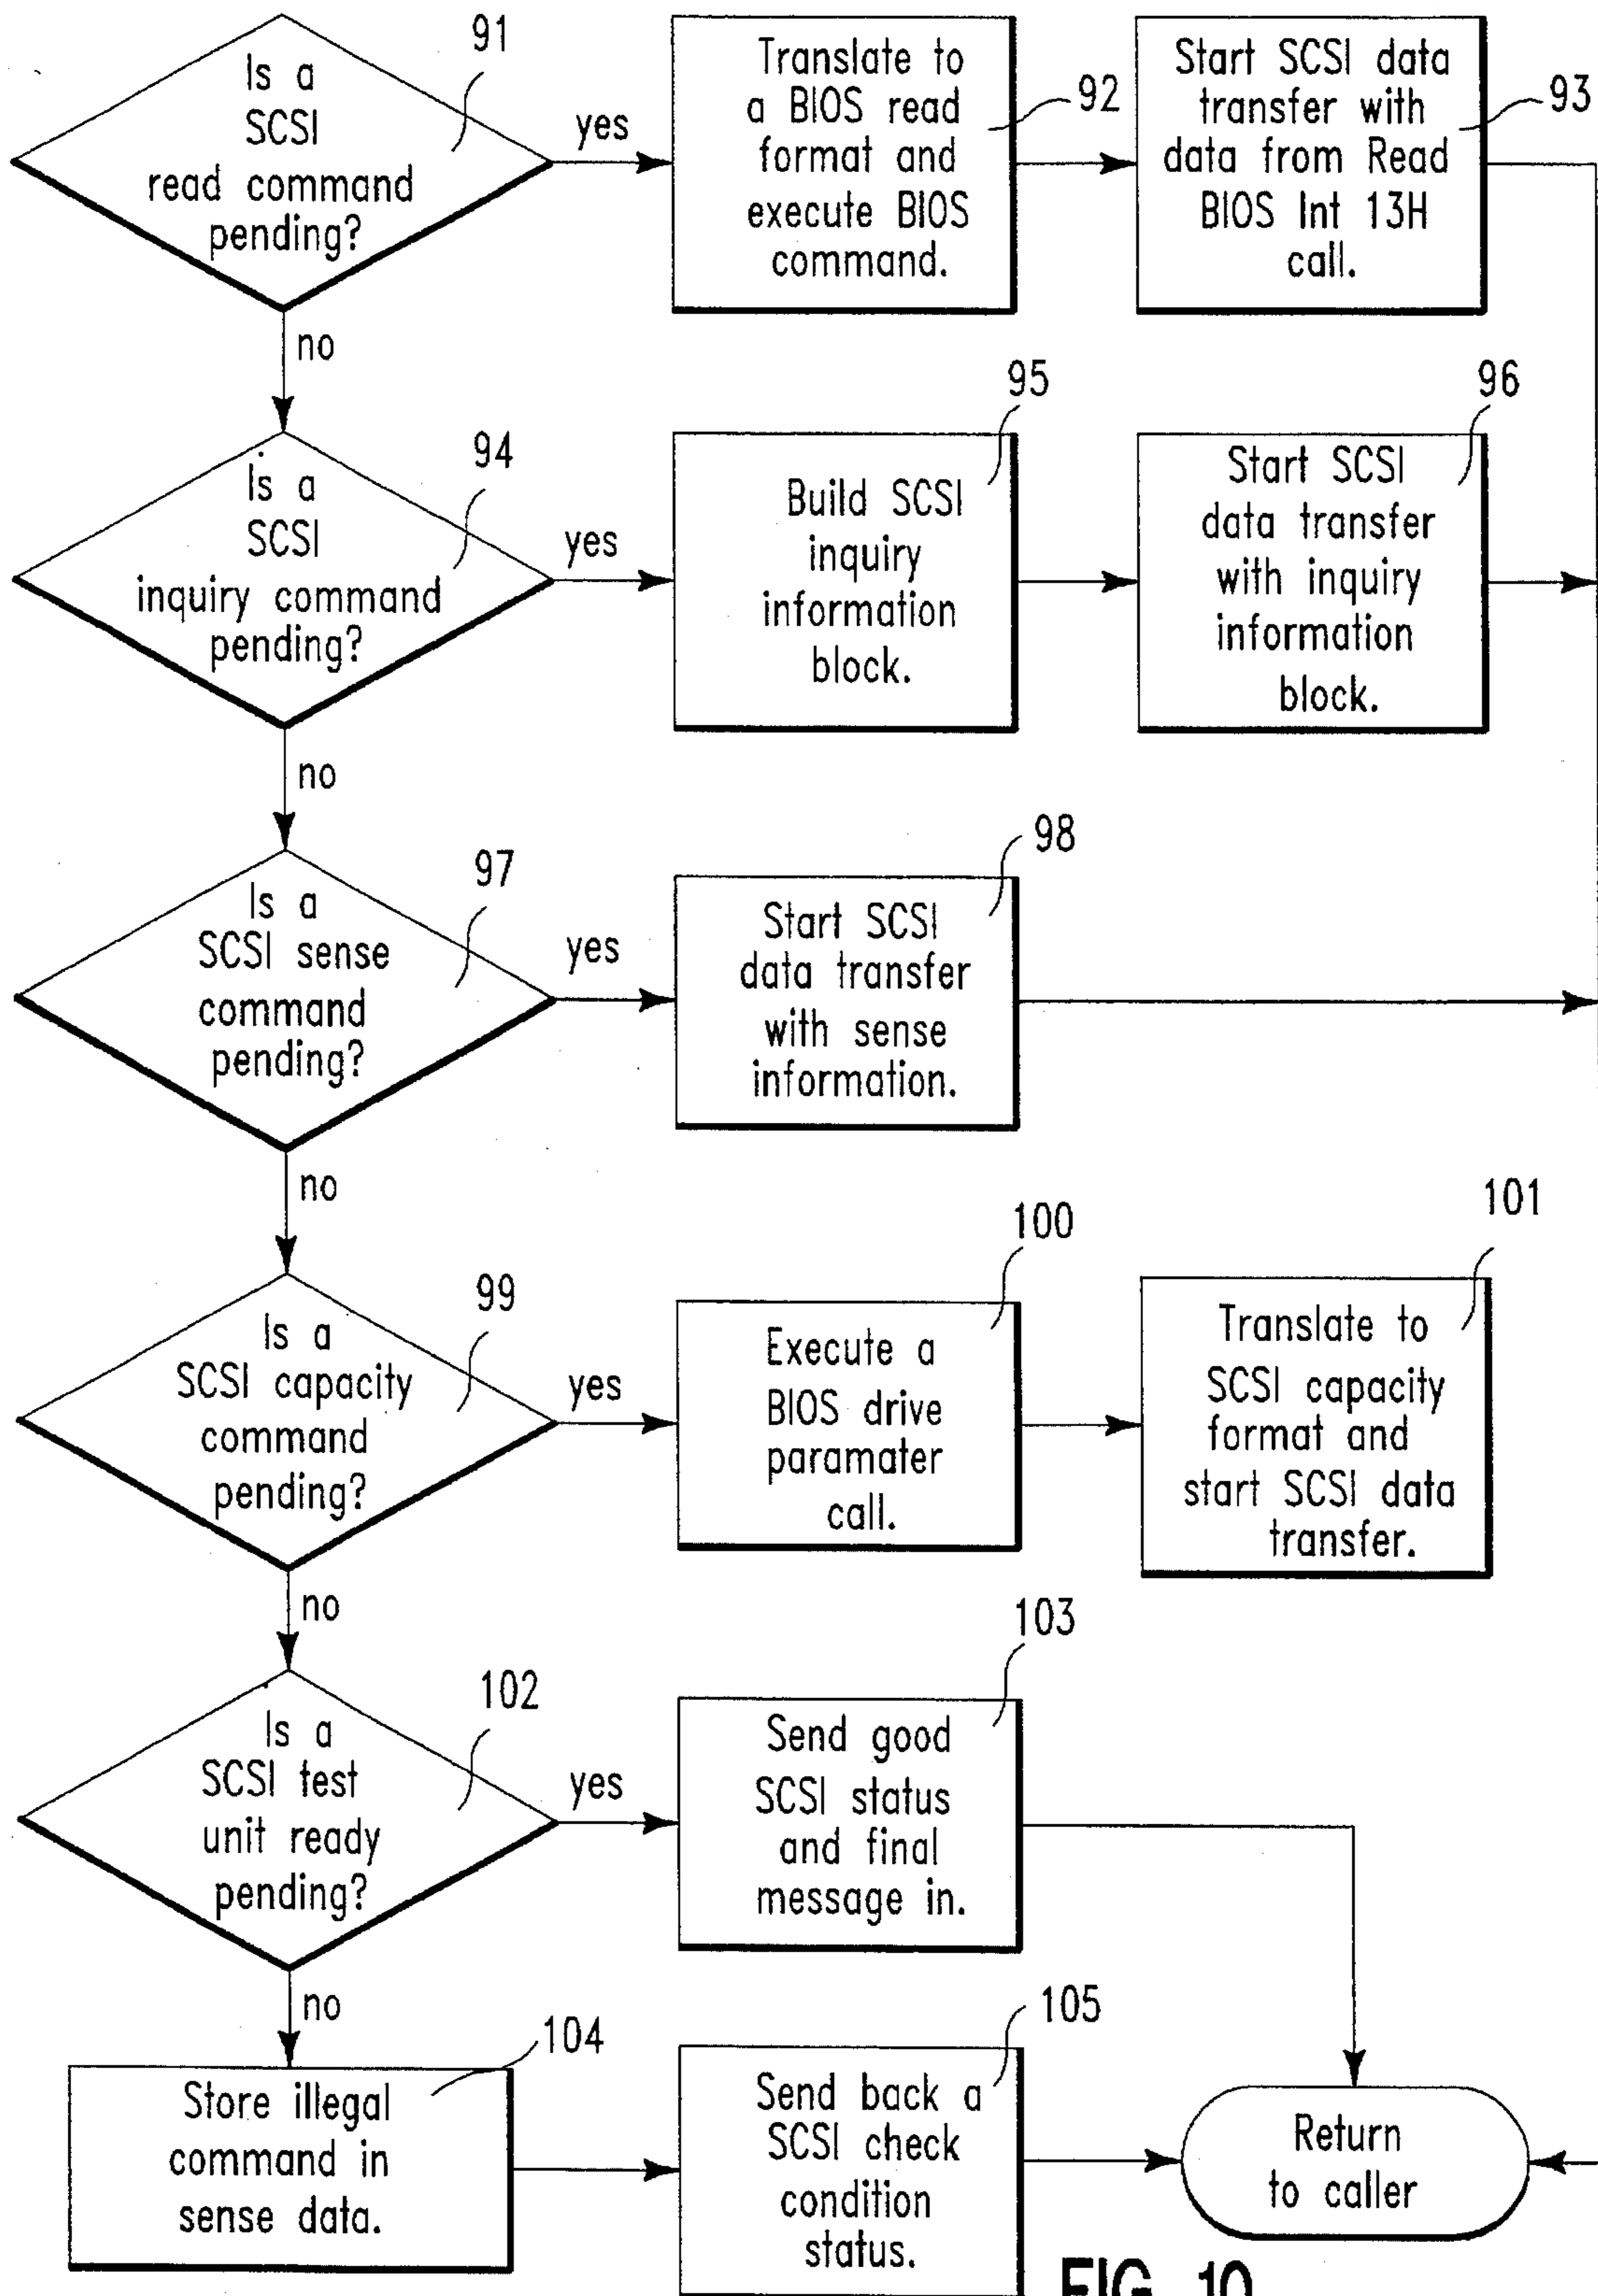 91
Is a
SCSI
read command
pending?
yes
Translate to
a BIOS read
format and
execute BIOS
command.
92
Start SCSI data
transfer with
data from Read
BIOS Int 13H
call.
93
no
94
Is a
SCSI
inquiry command
pending?
yes
95
Build SCSI
inquiry
information
block.
96
Start SCSI
data transfer
with inquiry
information
block.
no
97
Is a
SCSI sense
command
pending?
yes
98
Start SCSI
data transfer
with sense
information.
no
99
Is a
SCSI capacity
command
pending?
yes
100
Execute a
BIOS drive
paramater
call.
101
Translate to
SCSI capacity
format and
start SCSI data
transfer.
no
102
Is a
SCSI test
unit ready
pending?
yes
103
Send good
SCSI status
and final
message in.
no
104
Store illegal
command in
sense data.
105
Send back a
SCSI check
condition
status.
Return
to caller
FIG. 10